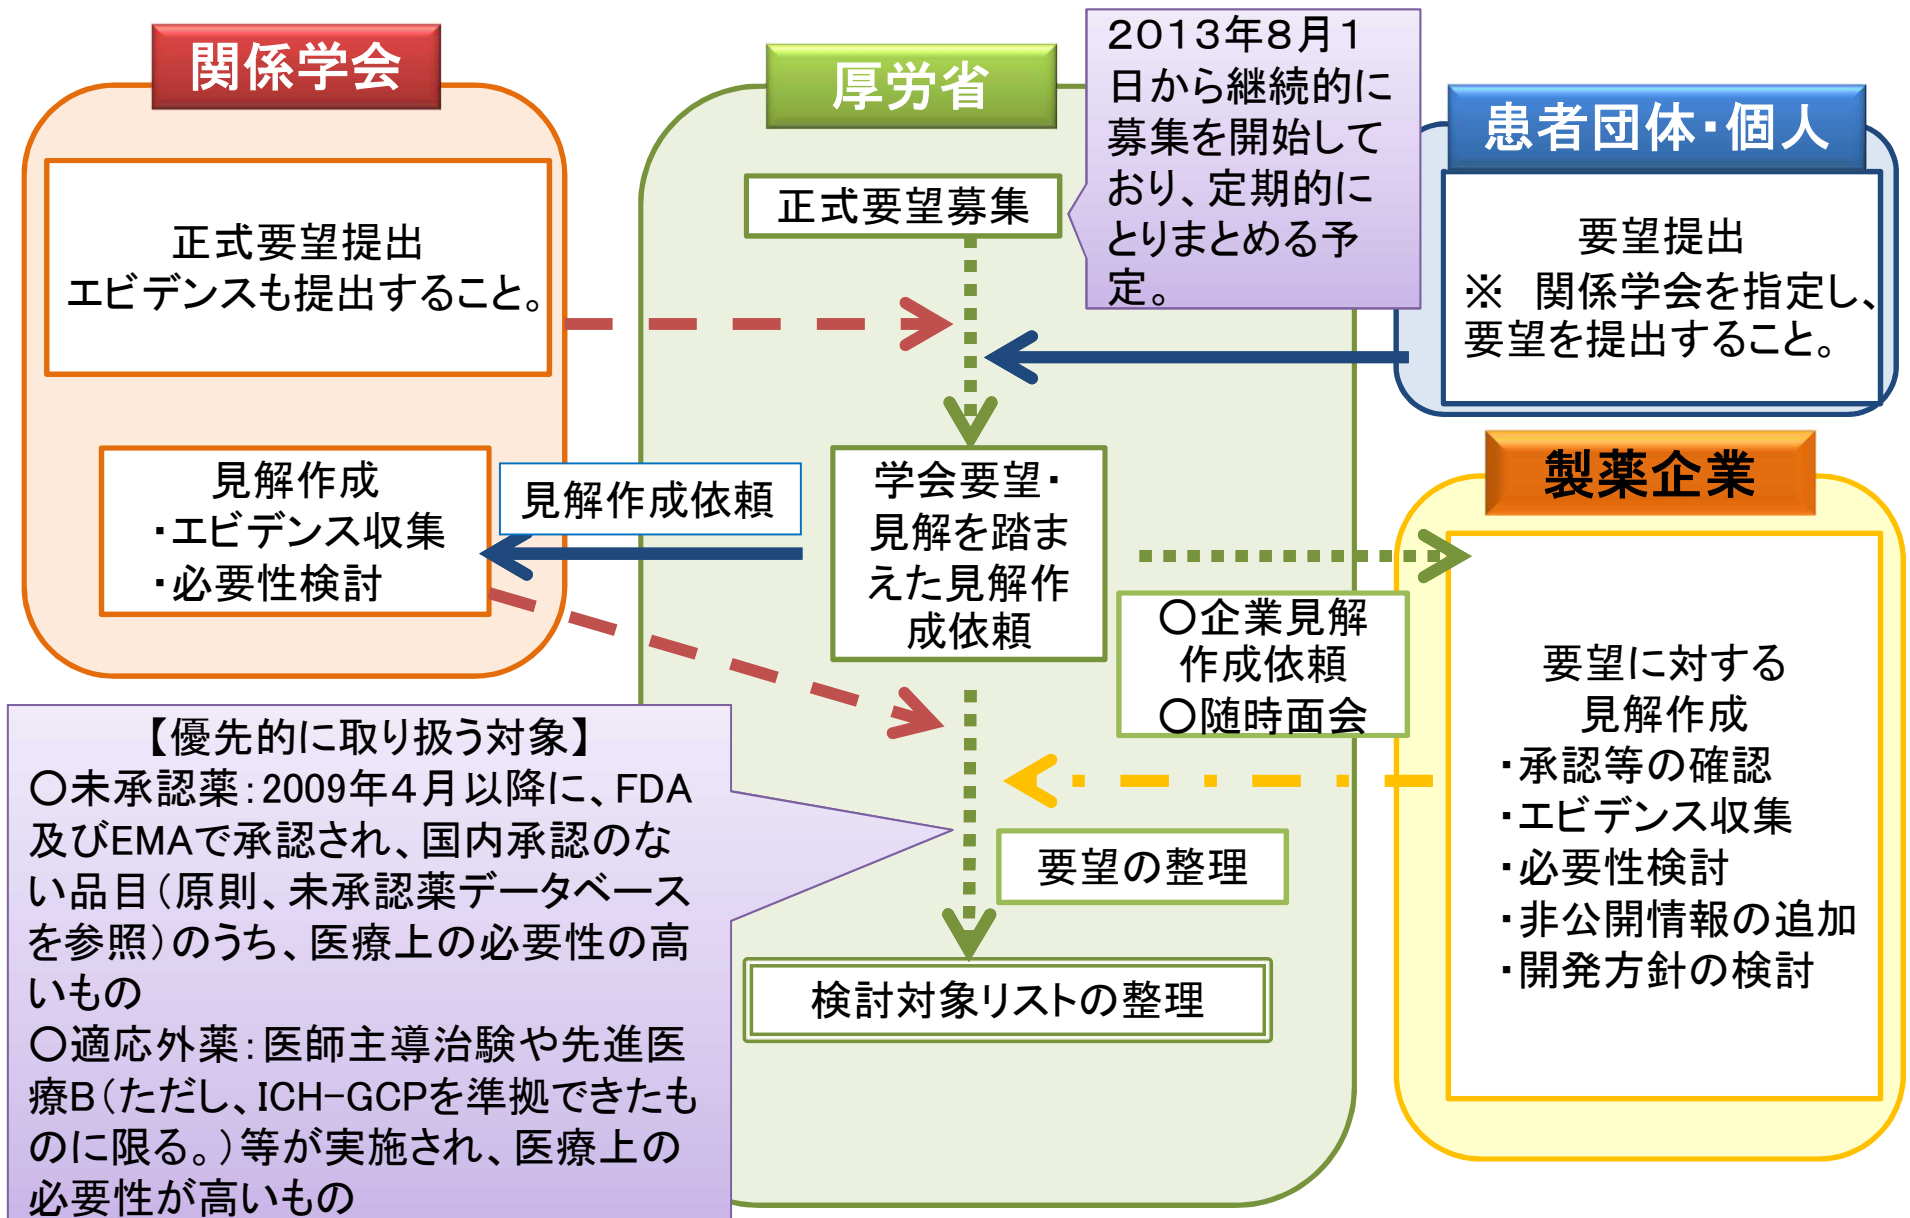 関係学会
正式要望提出
エビデンスも提出すること。
見解作成
・エビデンス収集
・必要性検討
見解作成依頼
厚労省
正式要望募集
2013年8月1
日から継続的に
募集を開始して
おり、定期的に
とりまとめる予
定。
学会要望・
見解を踏ま
えた見解作
成依頼
○企業見解
作成依頼
○随時面会
要望の整理
検討対象リストの整理
患者団体・個人
要望提出
※ 関係学会を指定し、
要望を提出すること。
製薬企業
要望に対する
見解作成
・承認等の確認
・エビデンス収集
・必要性検討
・非公開情報の追加
・開発方針の検討
【優先的に取り扱う対象】
○未承認薬：2009年4月以降に、FDA
及びEMAで承認され、国内承認のな
い品目（原則、未承認薬データベース
を参照）のうち、医療上の必要性の高
いもの
○適応外薬：医師主導治験や先進医
療B（ただし、ICH-GCPを準拠できたも
のに限る。）等が実施され、医療上の
必要性が高いもの